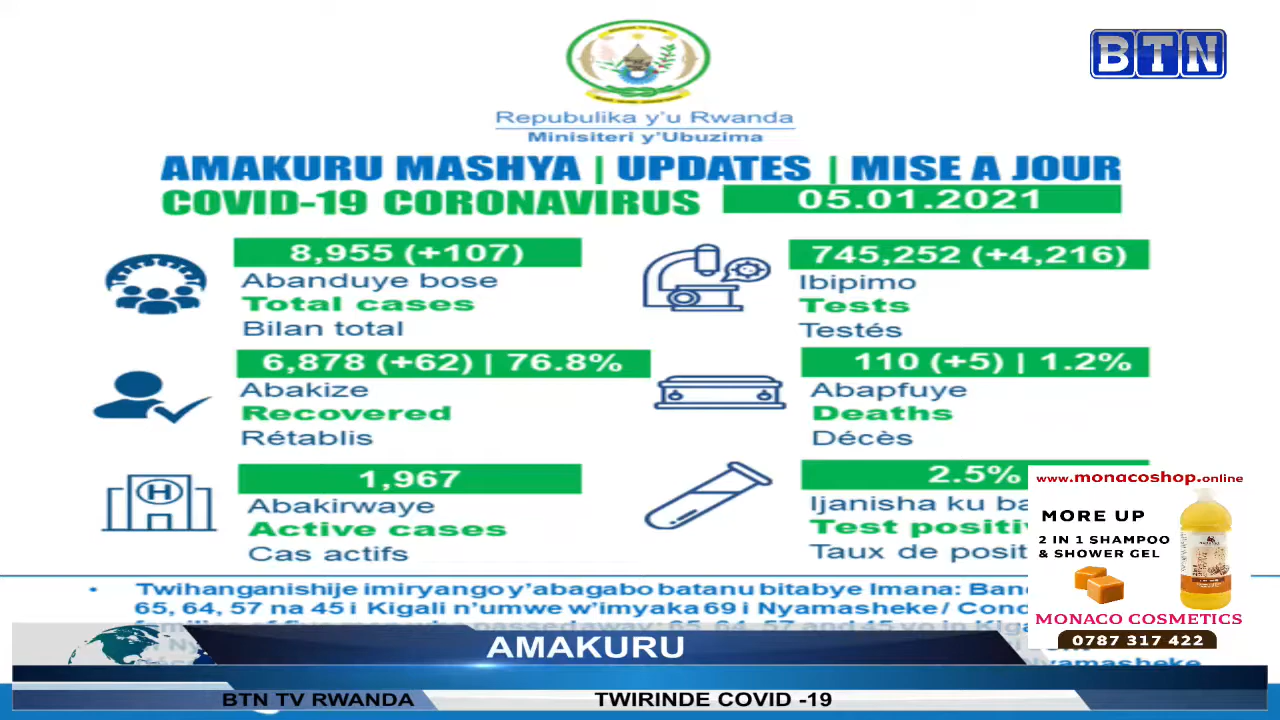 BTN
Repubulika y'u Rwanda
Minisiteri y'Ubuzima
AMAKURU MASHYA | UPDATES | MISE A JOUR
COVID-19 CORONAVIRUS 05.01.2021
8,955 (+107)
Abanduye bose
Total cases
Bilan total
745,252 (+4,216)
Ibipimo
Tests
Testés
6,878 (+62) | 76.8%
Abakize
Recovered
Rétablis
110 (+5) | 1.2%
Abapfuye
Deaths
Décès
1,967
Abakirwaye
Active cases
Cas actifs
2.5%
Ijanisha ku ba
Test positiv
Taux de posit
www.monacoshop.online
MORE UP
2 IN 1 SHAMPOO
& SHOWER GEL
MONACO COSMETICS
0787 317 422
• Twihanganishije imiryango y'abagabo batanu bitabye Imana:
65, 64, 57 na 45 i Kigali n'umwe w'imyaka 69 i Nyamasheke /
AMAKURU
BTN TV RWANDA TWIRINDE COVID -19